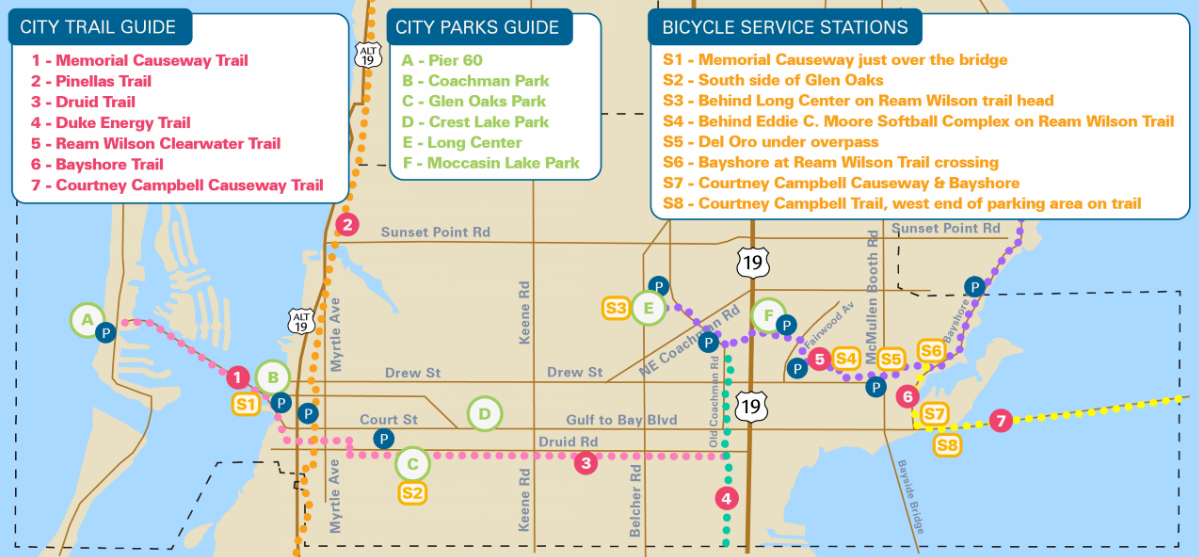 CITY TRAIL GUIDE
1 - Memorial Causeway Trail
2 - Pinellas Trail
3 - Druid Trail
4 - Duke Energy Trail
5 - Ream Wilson Clearwater Trail
6 - Bayshore Trail
7 - Courtney Campbell Causeway Trail
CITY PARKS GUIDE
A - Pier 60
B - Coachman Park
C - Glen Oaks Park
D - Crest Lake Park
E - Long Center
F - Moccasin Lake Park
BICYCLE SERVICE STATIONS
S1 - Memorial Causeway just over the bridge
S2 - South side of Glen Oaks
S3 - Behind Long Center on Ream Wilson trail head
S4 - Behind Eddie C. Moore Softball Complex on Ream Wilson Trail
S5 - Del Oro under overpass
S6 - Bayshore at Ream Wilson Trail crossing
S7 - Courtney Campbell Causeway & Bayshore
S8 - Courtney Campbell Trail, west end of parking area on trail
ALT
19
2
Sunset Point Rd
Sunset Point Rd
19
McMullen Booth Rd
P
P
S3
E
Keene Rd
NE Coachman Rd
F
P
Fairwood Av
Bayshore
A
P
ALT
19
Myrtle Ave
P
P
5
S4
S5
S6
P
1
B
Drew St
Drew St
S1
P
P
D
19
6
S7
7
Court St
Gulf to Bay Blvd
Old Coachman Rd
P
Druid Rd
S8
C
3
S2
4
Myrtle Ave
Keene Rd
Belcher Rd
Bayside Bridge